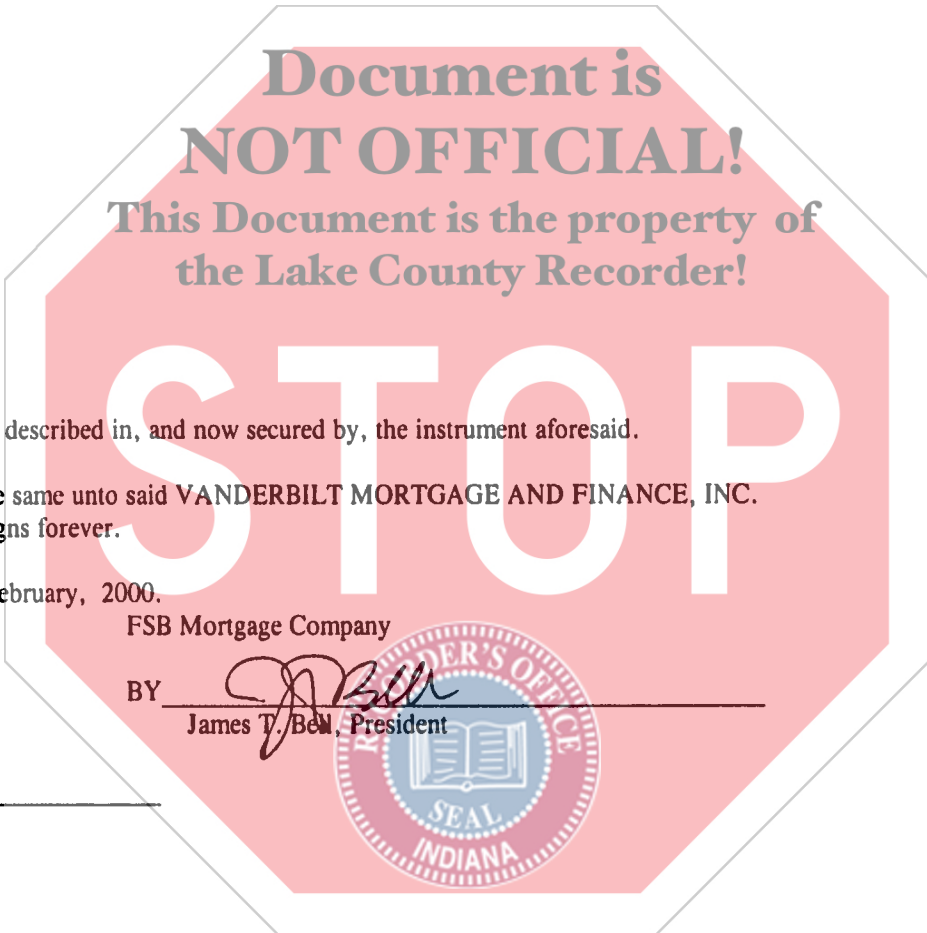 Document is
NOT OFFICIAL!
This Document is the property of
the Lake County Recorder!
STOP
described in, and now secured by, the instrument aforesaid.
same unto said VANDERBILT MORTGAGE AND FINANCE, INC.
forever.
ebruary, 2000.
FSB Mortgage Company
BY J Bell
James T. Bell, President
RECORDER'S OFFICE
SEAL
INDIANA